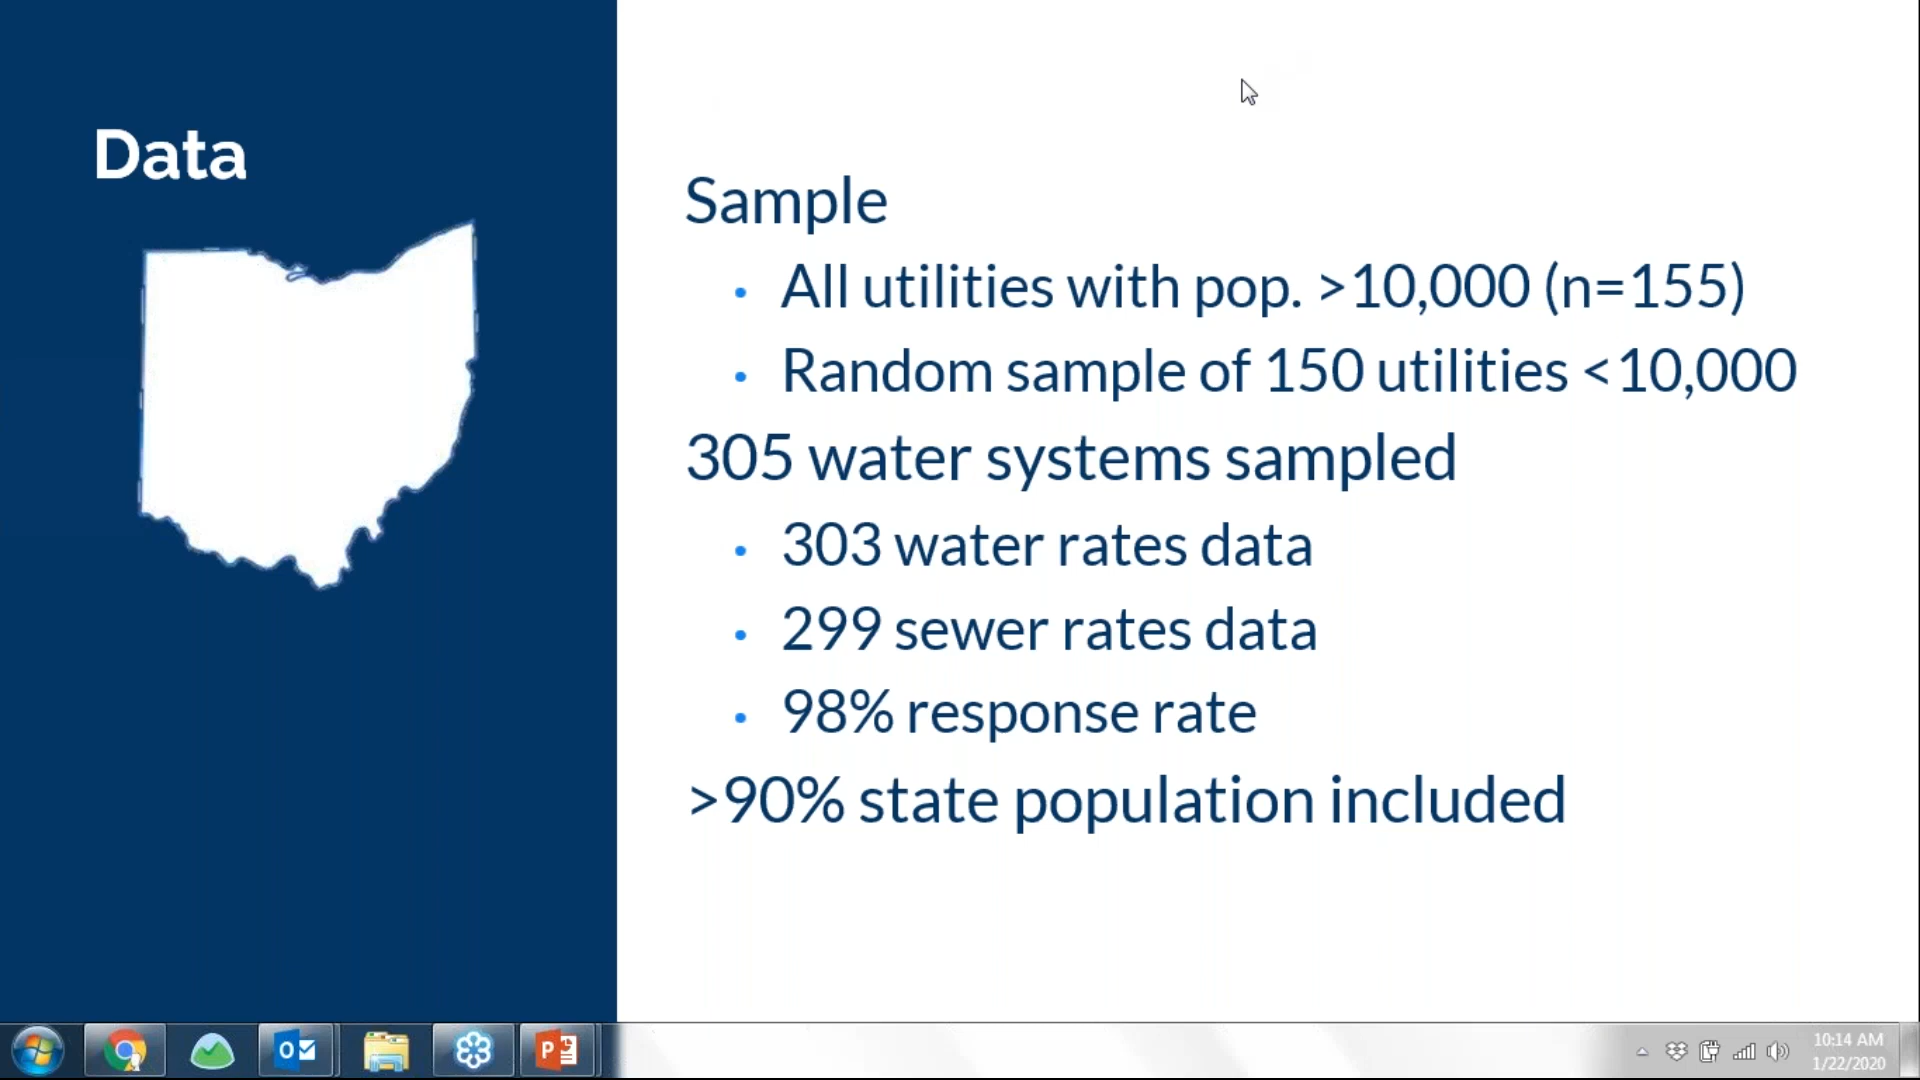 Data
Sample
• All utilities with pop. >10,000 (n=155)
• Random sample of 150 utilities <10,000
305 water systems sampled
• 303 water rates data
• 299 sewer rates data
• 98% response rate
>90% state population included
10:14 AM
1/22/2020